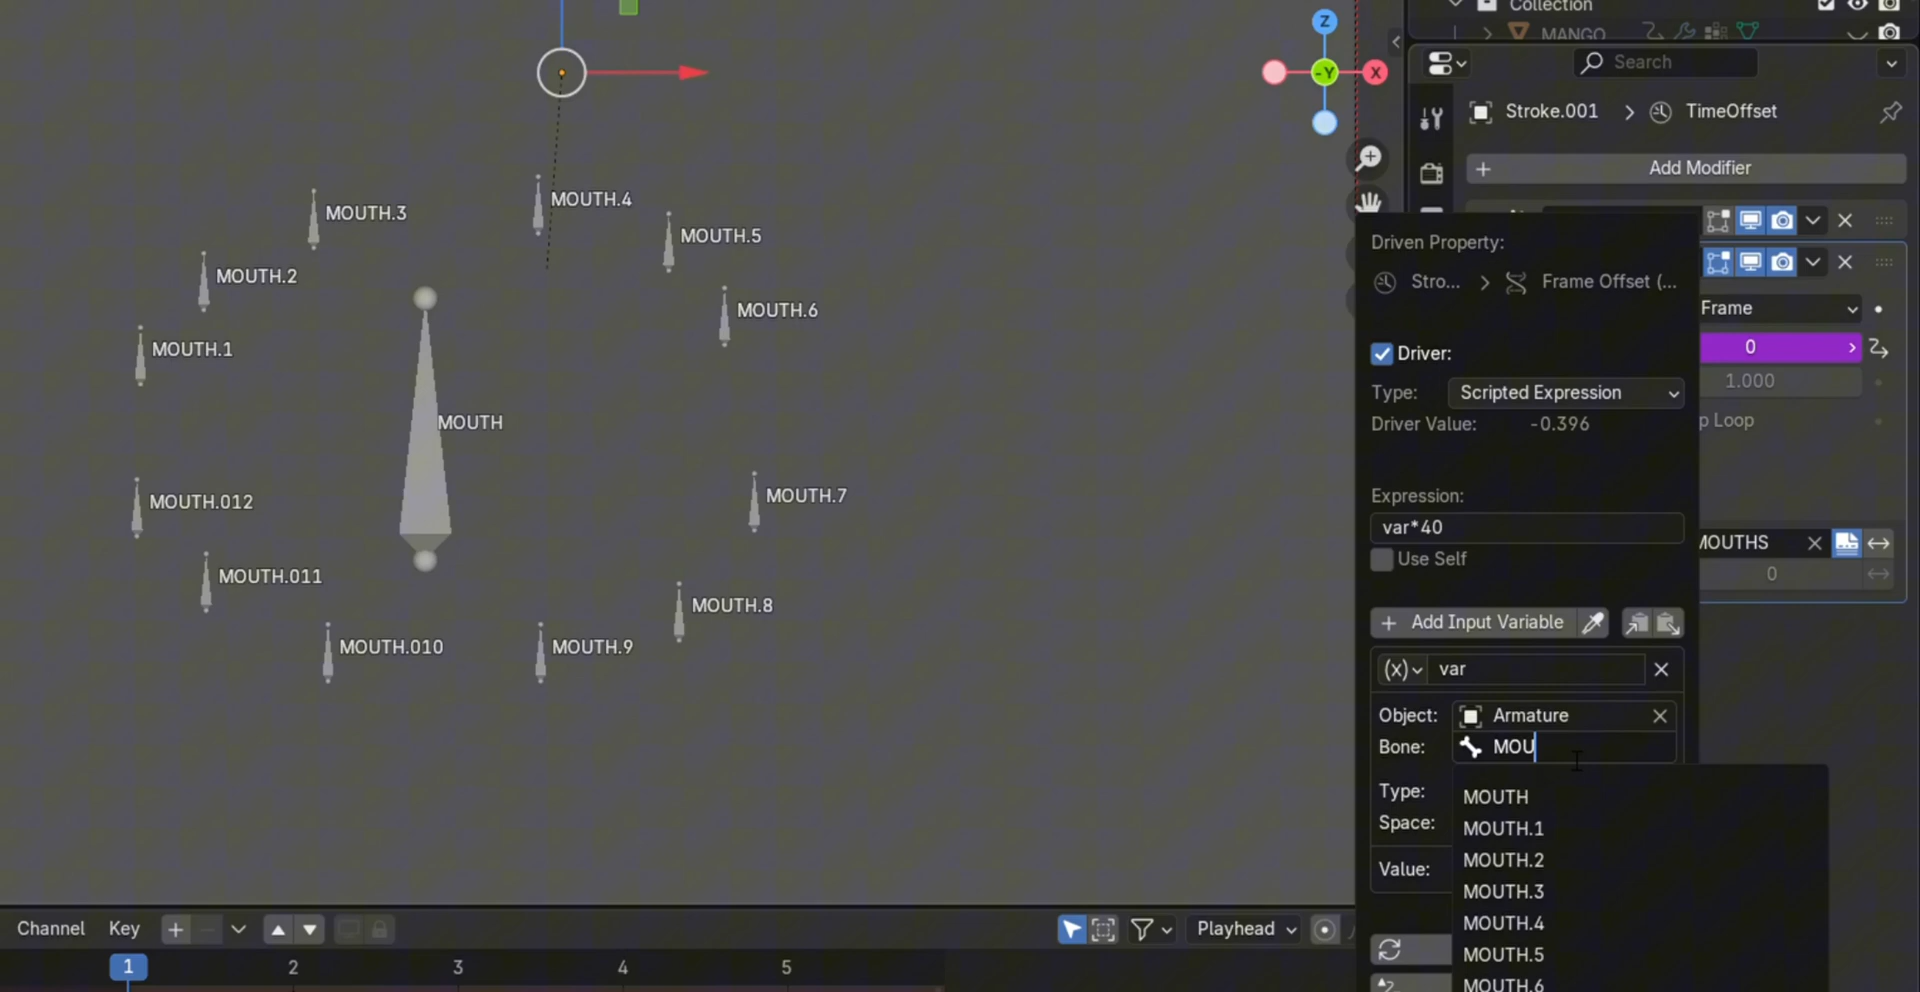 Collection
MANGO
Z
-Y
X
Search
Stroke.001
TimeOffset
Add Modifier
MOUTH.3
MOUTH.4
MOUTH.5
MOUTH.2
MOUTH.6
MOUTH.1
MOUTH
MOUTH.012
MOUTH.7
MOUTH.011
MOUTH.8
MOUTH.010
MOUTH.9
Driven Property:
Stro...
Frame Offset (...
Driver:
Type: Scripted Expression
Driver Value: -0.396
Expression:
var*40
Use Self
Add Input Variable
(x) var
Object: Armature
Bone: MOU
Type:
Space:
Value:
MOUTH
MOUTH.1
MOUTH.2
MOUTH.3
MOUTH.4
MOUTH.5
MOUTH.6
Frame
0
1.000
p Loop
MOUTHS
0
Channel Key
Playhead
1 2 3 4 5